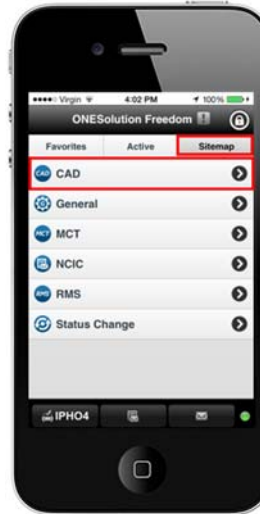 Virgin 4:02 PM 100%
ONESolution Freedom
Favorites Active Sitemap
CAD CAD
General
MCT MCT
NCIC
RMS RMS
Status Change
IPHO4